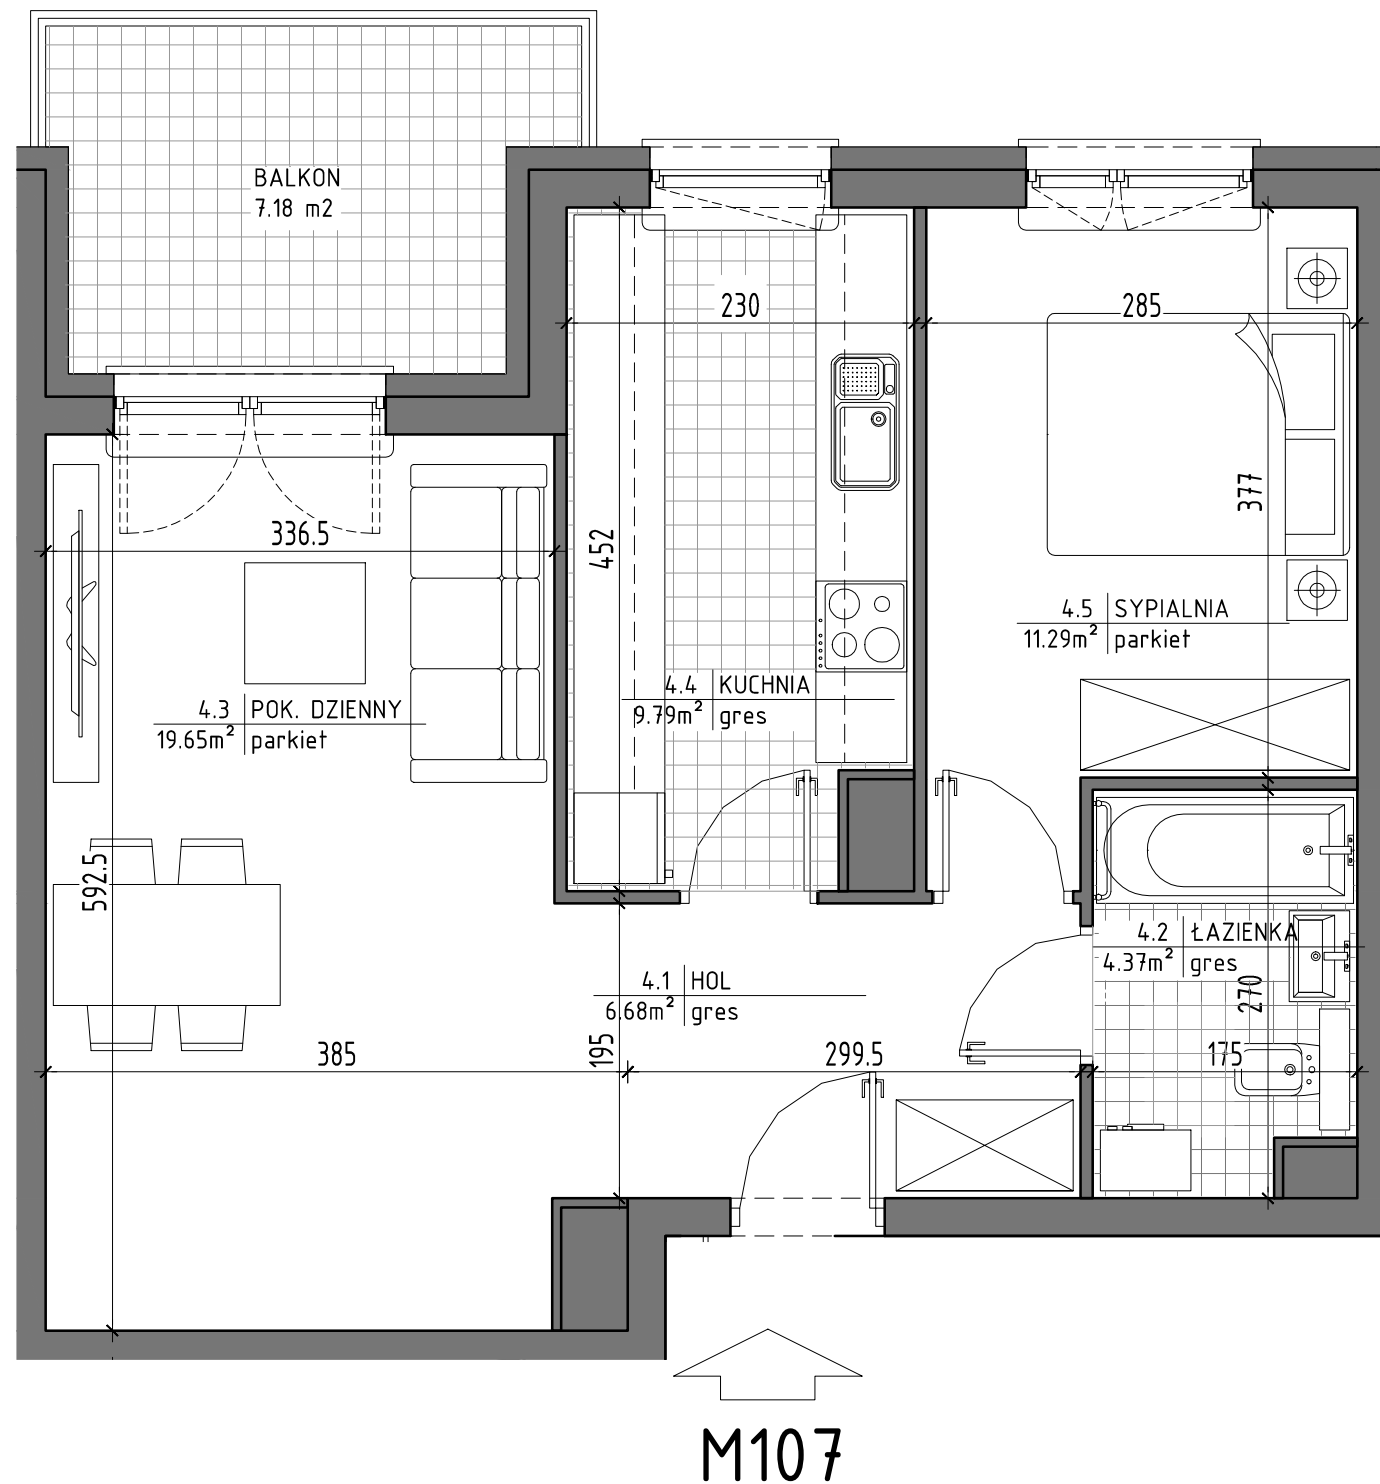 BALKON
7.18 m2
230
285
377
336.5
452
4.5 SYPIALNIA
11.29m² parkiet
4.4 KUCHNIA
9.79m² gres
4.3 POK. DZIENNY
19.65m² parkiet
592.5
4.2 ŁAZIENKA
4.37m² gres
4.1 HOL
6.68m² gres
270
385
195
299.5
175
M107